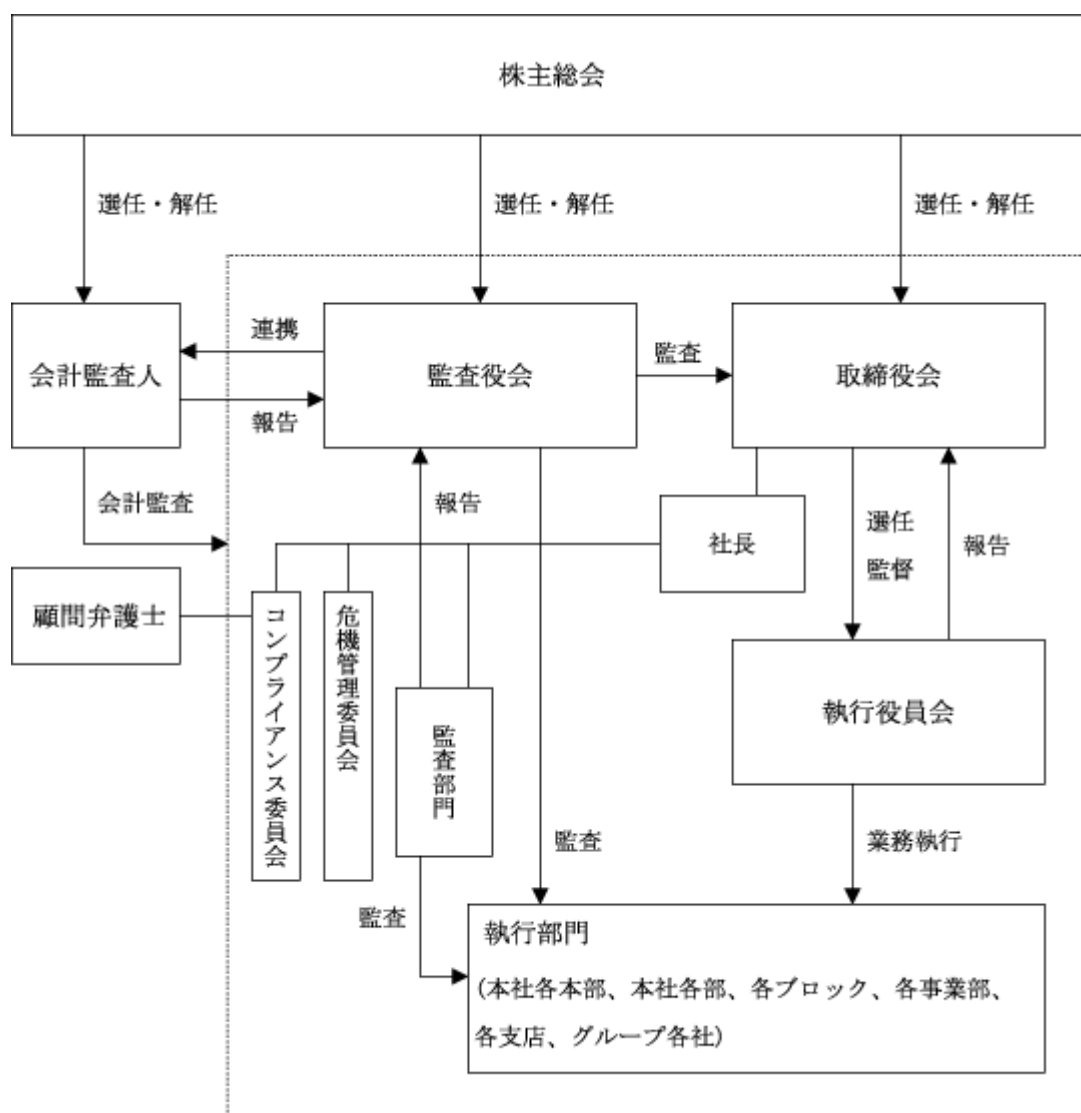 株主総会
選任・解任
選任・解任
選任・解任
連携
会計監査人
報告
監査役会
監査
取締役会
会計監査
報告
社長
選任
監督
報告
顧問弁護士
コンプライアンス委員会
危機管理委員会
監査部門
執行役員会
監査
監査
業務執行
執行部門
(本社各本部、本社各部、各ブロック、各事業部、
各支店、グループ各社)